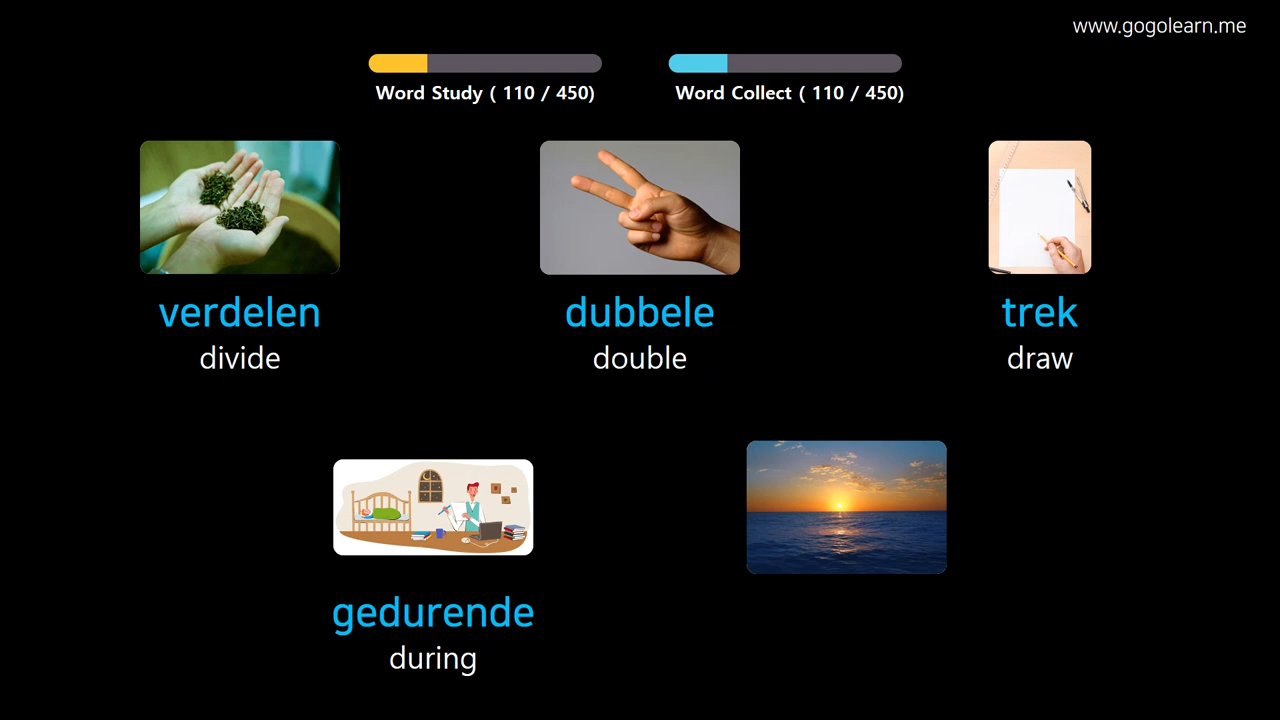 www.gogolearn.me
Word Study ( 110 / 450)
Word Collect ( 110 / 450)
verdelen
divide
dubbele
double
trek
draw
gedurende
during